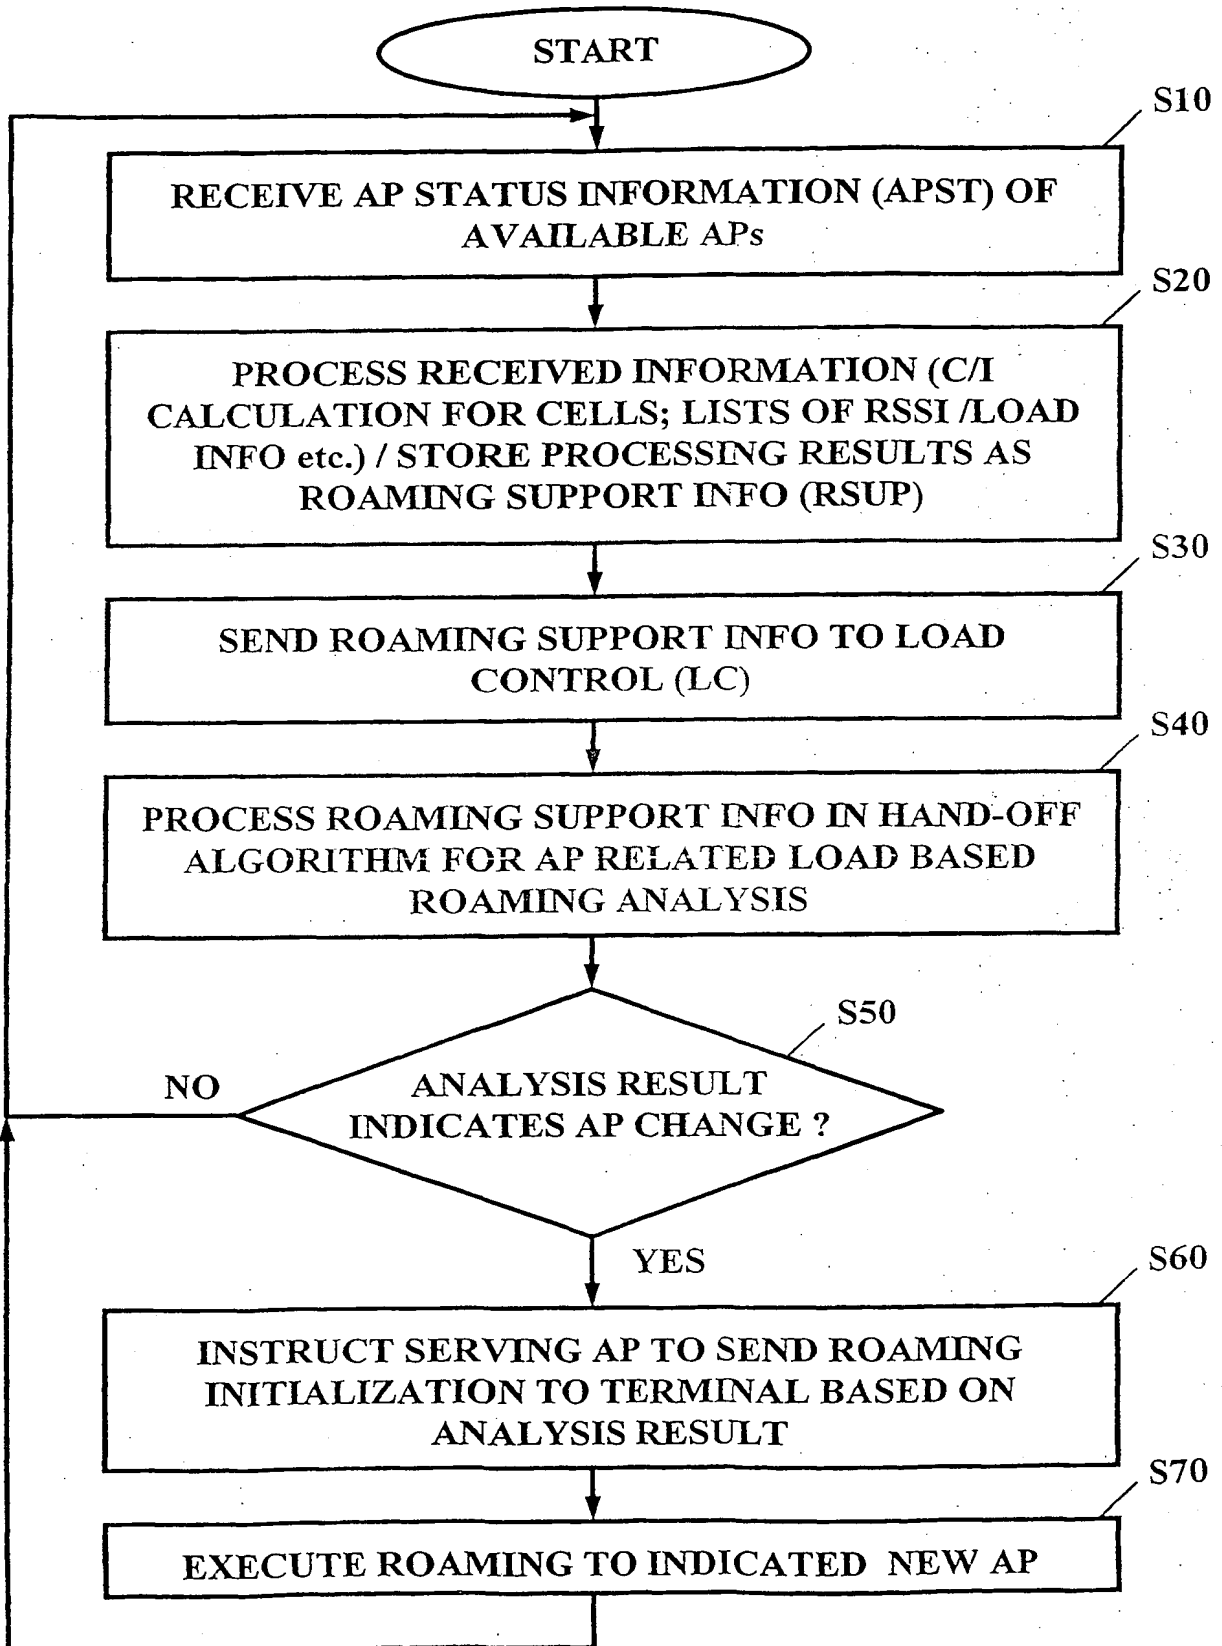 START
S10
RECEIVE AP STATUS INFORMATION (APST) OF
AVAILABLE APs
S20
PROCESS RECEIVED INFORMATION (C/I
CALCULATION FOR CELLS; LISTS OF RSSI /LOAD
INFO etc.) / STORE PROCESSING RESULTS AS
ROAMING SUPPORT INFO (RSUP)
S30
SEND ROAMING SUPPORT INFO TO LOAD
CONTROL (LC)
S40
PROCESS ROAMING SUPPORT INFO IN HAND-OFF
ALGORITHM FOR AP RELATED LOAD BASED
ROAMING ANALYSIS
S50
NO
ANALYSIS RESULT
INDICATES AP CHANGE ?
YES
S60
INSTRUCT SERVING AP TO SEND ROAMING
INITIALIZATION TO TERMINAL BASED ON
ANALYSIS RESULT
S70
EXECUTE ROAMING TO INDICATED NEW AP